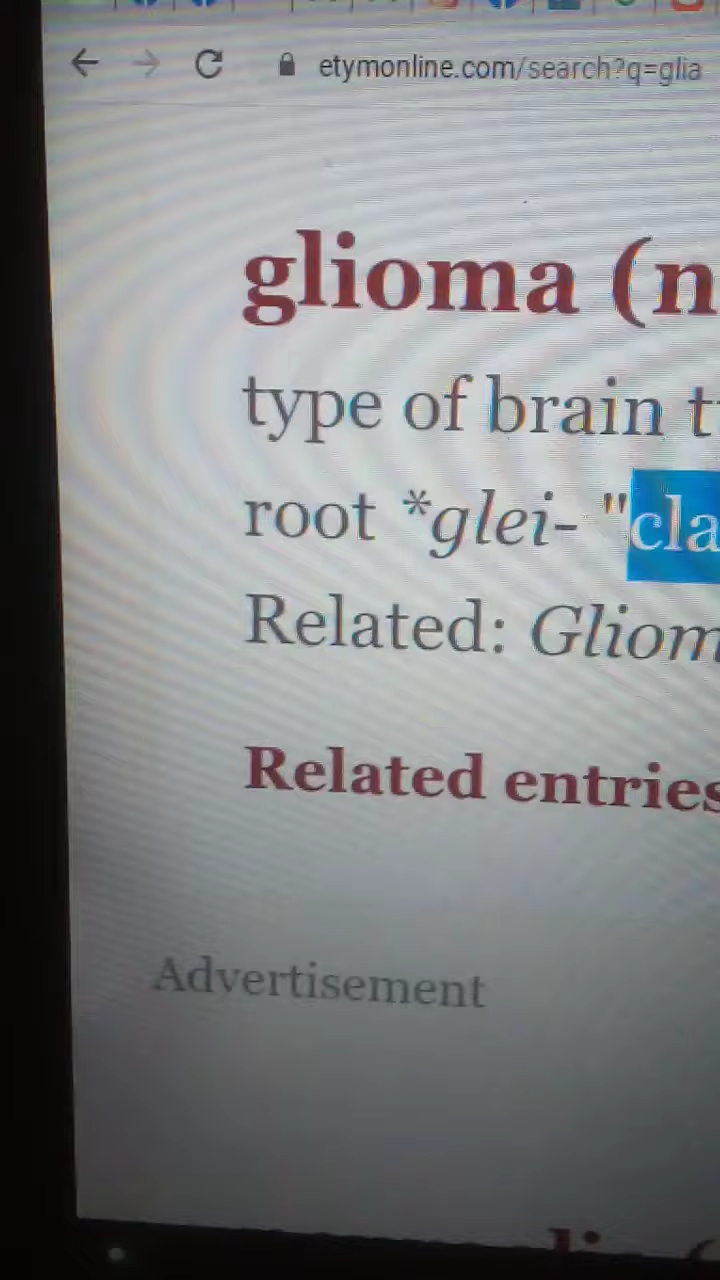 etymonline.com/search?q=glia
glioma (n
type of brain t
root *glei- "cla
Related: Gliom
Related entries
Advertisement